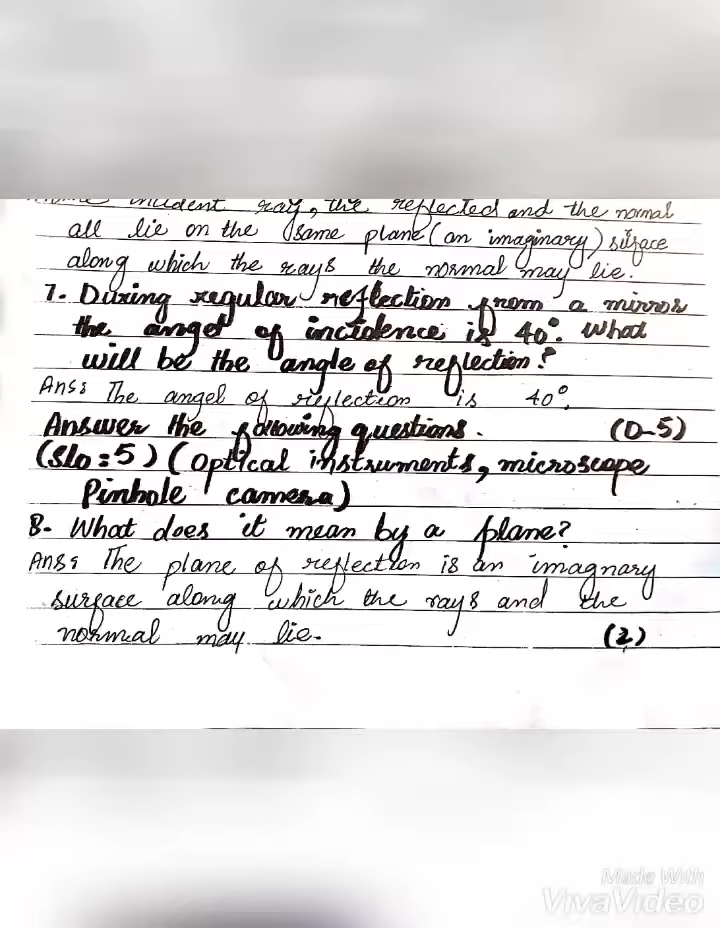 incident ray, the reflected and the normal
all lie on the same plane (an imaginary) surface
along which the rays the normal may lie.
7. During regular reflection from a mirror
the angel of incidence is 40°. What
will be the angle of reflection?
Ans: The angel of reflection is 40°.
Answer the following questions. (D-5)
(Slo:5) (Optical instruments, microscope
Pinhole camera)
8- What does it mean by a plane?
Ans: The plane of reflection is an imagnary
surface along which the rays and the
normal may lie. (2)
Made With
VivaVideo